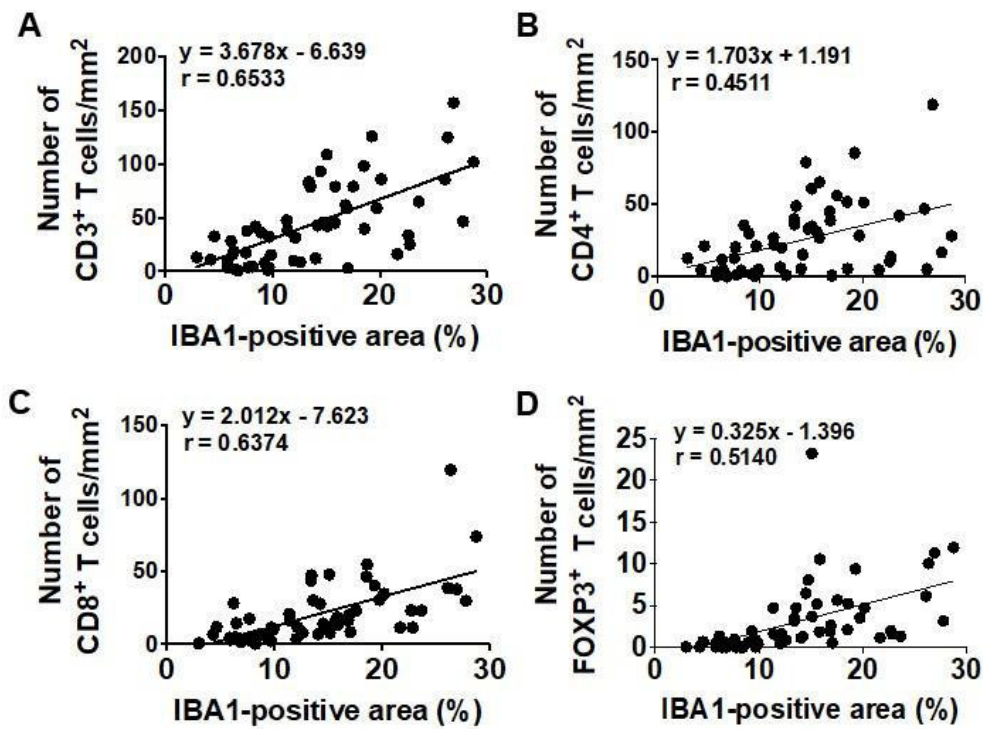 A
y = 3.678x - 6.639
r = 0.6533
Number of
CD3⁺ T cells/mm²
200
150
100
50
0
0 10 20 30
IBA1-positive area (%)
B
y = 1.703x + 1.191
r = 0.4511
Number of
CD4⁺ T cells/mm²
150
100
50
0
0 10 20 30
IBA1-positive area (%)
C
y = 2.012x - 7.623
r = 0.6374
Number of
CD8⁺ T cells/mm²
150
100
50
0
0 10 20 30
IBA1-positive area (%)
D
y = 0.325x - 1.396
r = 0.5140
Number of
FOXP3⁺ T cells/mm²
25
20
15
10
5
0
0 10 20 30
IBA1-positive area (%)